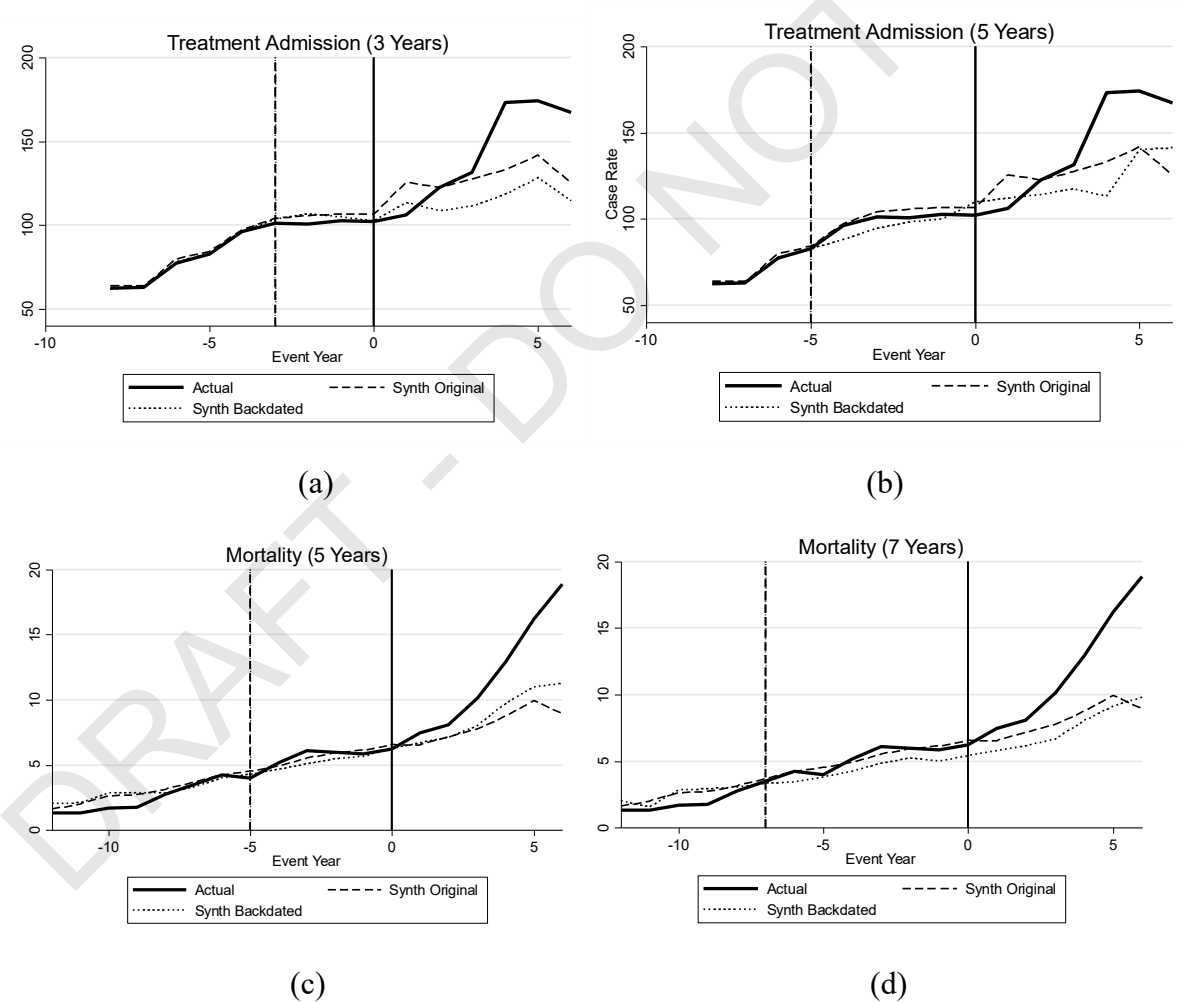 Treatment Admission (3 Years)
200
150
100
50
-10 -5 0 5
Event Year
Actual Synth Original
Synth Backdated
(a)
Treatment Admission (5 Years)
Case Rate
200
150
100
50
-10 -5 0 5
Event Year
Actual Synth Original
Synth Backdated
(b)
Mortality (5 Years)
20
15
10
5
0
-10 -5 0 5
Event Year
Actual Synth Original
Synth Backdated
(c)
Mortality (7 Years)
20
15
10
5
0
-10 -5 0 5
Event Year
Actual Synth Original
Synth Backdated
(d)
DRAFT - DO NOT